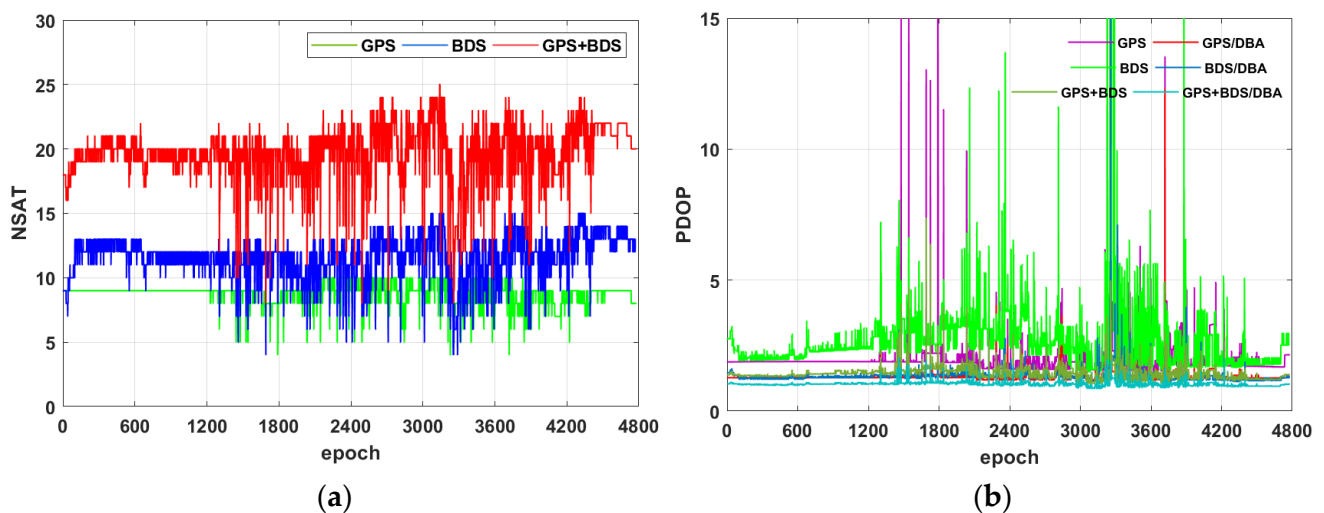 GPS BDS GPS+BDS
30
25
20
15
10
5
0
NSAT
0 600 1200 1800 2400 3000 3600 4200 4800
epoch
(a)
GPS GPS/DBA
BDS BDS/DBA
GPS+BDS GPS+BDS/DBA
15
10
5
0
PDOP
0 600 1200 1800 2400 3000 3600 4200 4800
epoch
(b)